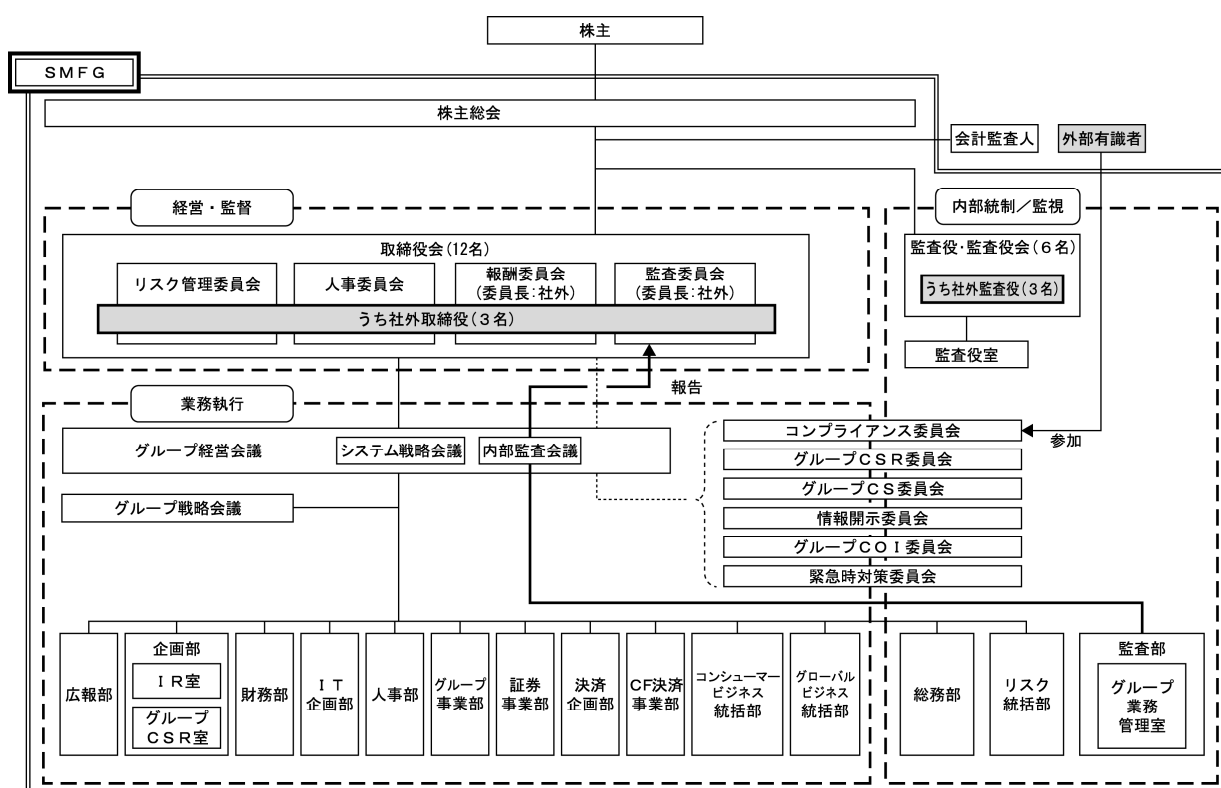 株主
ＳＭＦＧ
株主総会
会計監査人
外部有識者
経営・監督
内部統制／監視
取締役会（12名）
リスク管理委員会
人事委員会
報酬委員会
（委員長：社外）
監査委員会
（委員長：社外）
うち社外取締役（３名）
監査役・監査役会（６名）
うち社外監査役（３名）
監査役室
報告
業務執行
グループ経営会議
システム戦略会議
内部監査会議
グループ戦略会議
コンプライアンス委員会
参加
グループＣＳＲ委員会
グループＣＳ委員会
情報開示委員会
グループＣＯＩ委員会
緊急時対策委員会
広報部
企画部
ＩＲ室
グループ
ＣＳＲ室
財務部
ＩＴ
企画部
人事部
グループ
事業部
証券
事業部
決済
企画部
CF決済
事業部
コンシューマー
ビジネス
統括部
グローバル
ビジネス
統括部
総務部
リスク
統括部
監査部
グループ
業務
管理室